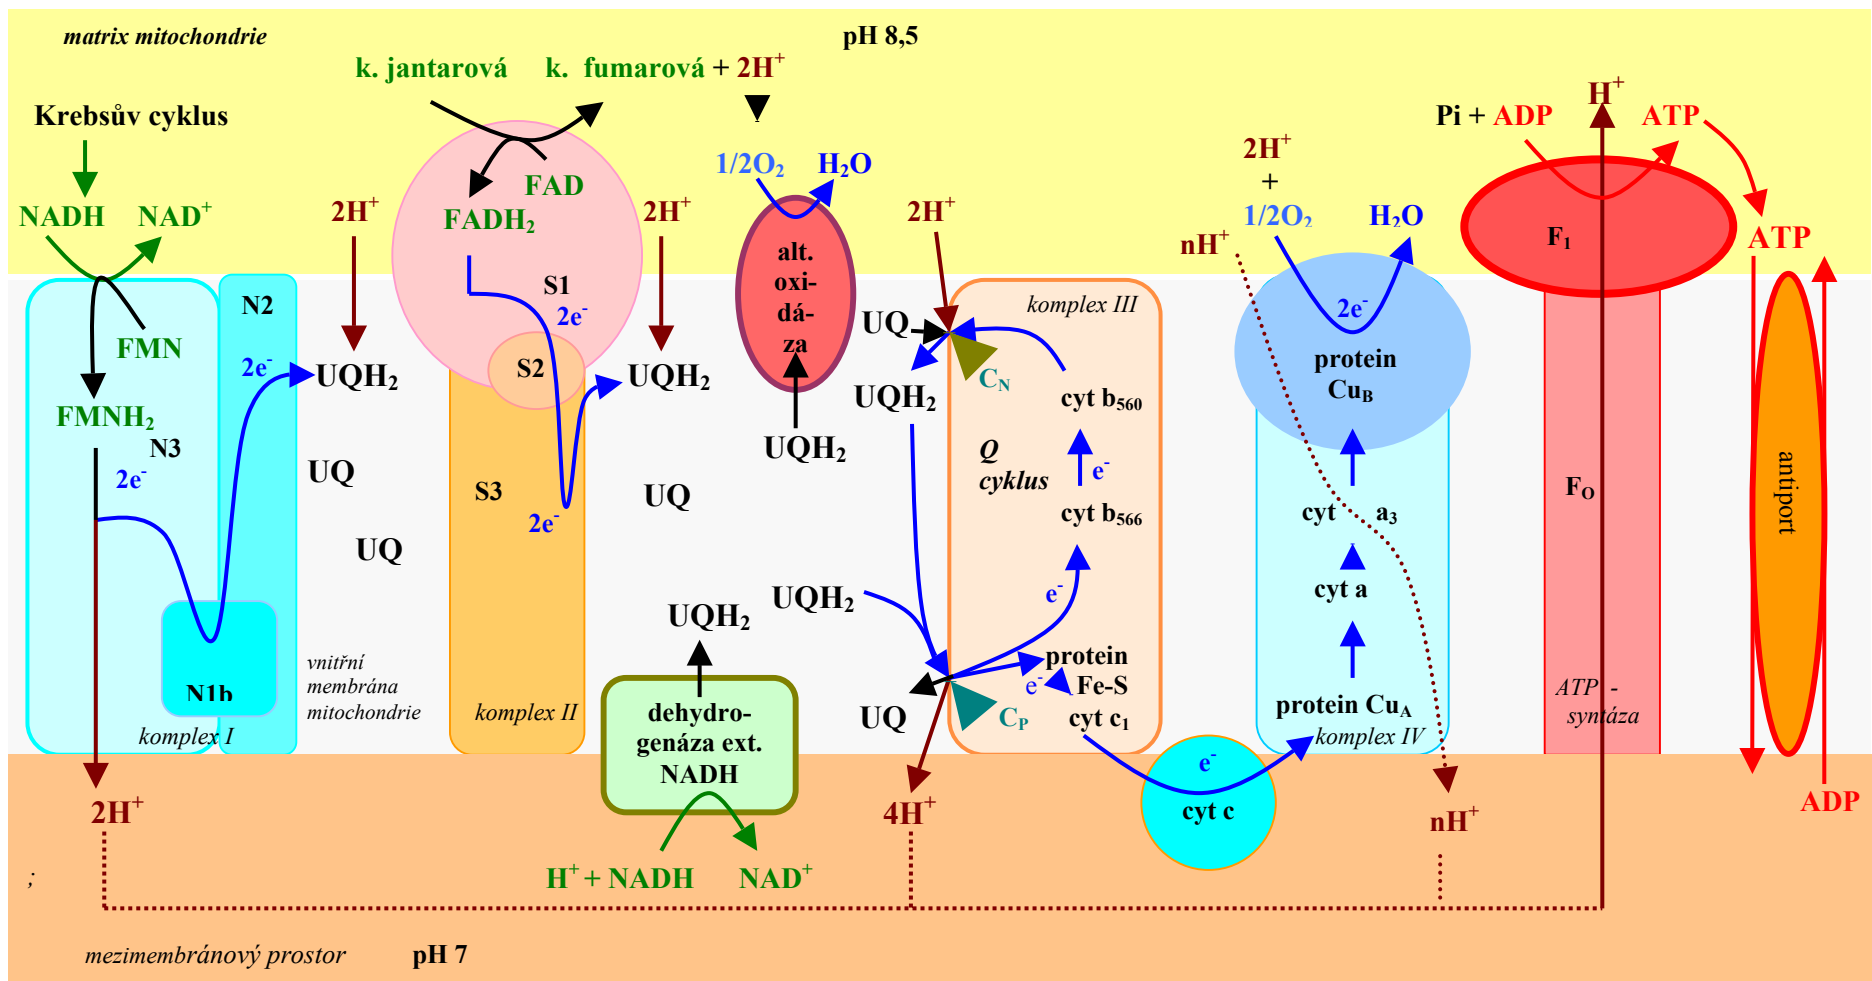 matrix mitochondrie
pH 8,5
k. jantarová
k. fumarová + 2H⁺
Krebsův cyklus
NADH
NAD⁺
FMN
FMNH₂
N3
2e⁻
N2
2e⁻
N1b
komplex I
2H⁺
2H⁺
UQH₂
UQ
UQ
vnitřní
membrána
mitochondrie
FAD
FADH₂
S1
2e⁻
S2
S3
2e⁻
komplex II
2H⁺
UQH₂
UQ
UQH₂
dehydro-
genáza ext.
NADH
H⁺ + NADH
NAD⁺
1/2O₂
H₂O
alt.
oxi-
dá-
za
UQH₂
2H⁺
UQ
UQH₂
UQH₂
UQ
4H⁺
komplex III
C_N
cyt b₅₆₀
Q
cyklus
e⁻
cyt b₅₆₆
e⁻
protein
e⁻
Fe-S
C_P
cyt c₁
e⁻
cyt c
nH⁺
2H⁺
+
1/2O₂
H₂O
2e⁻
protein
Cu_B
cyt a₃
cyt a
protein Cu_A
komplex IV
nH⁺
Pi + ADP
H⁺
ATP
F₁
F_O
ATP -
syntáza
ATP
antiport
ADP
;
mezimembránový prostor
pH 7